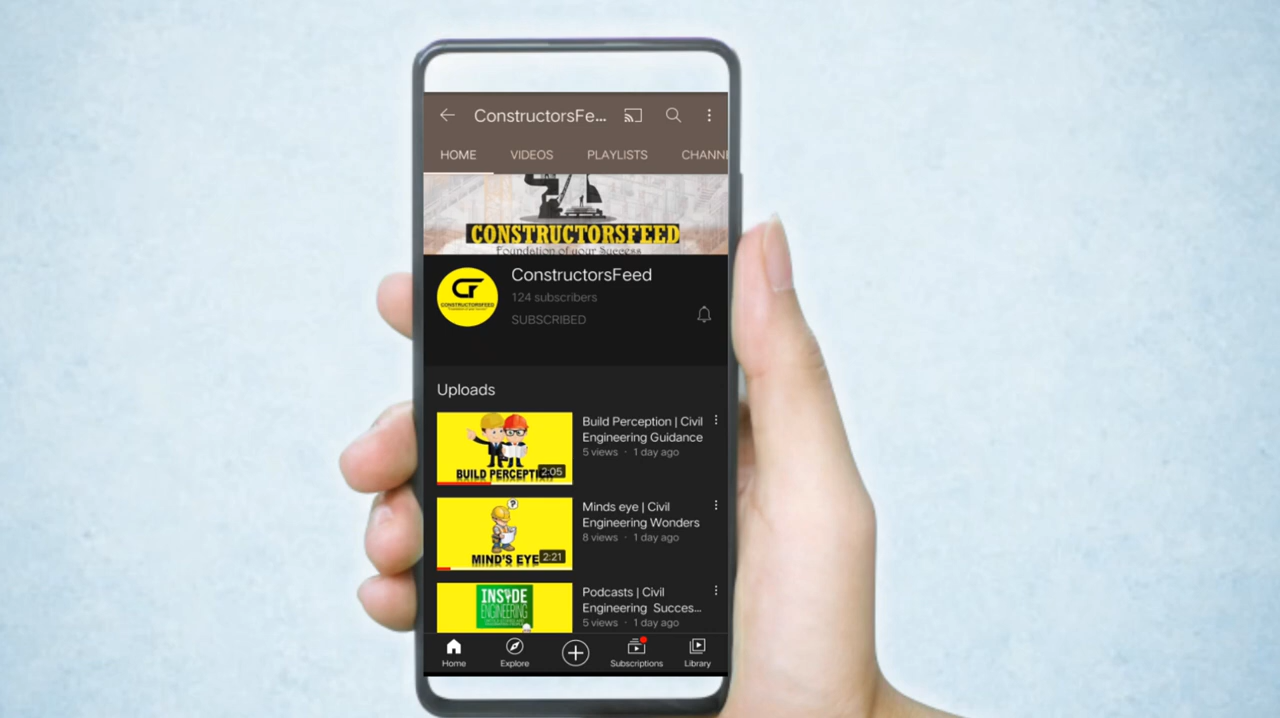 ConstructorsFe...
HOME VIDEOS PLAYLISTS CHANNE
CONSTRUCTORSFEED
Foundation of your Success
CF
CONSTRUCTORSFEED
ConstructorsFeed
124 subscribers
SUBSCRIBED
Uploads
BUILD PERCEPTI
2:05
Build Perception | Civil
Engineering Guidance
5 views · 1 day ago
?
MIND'S EYE
2:21
Minds eye | Civil
Engineering Wonders
8 views · 1 day ago
INSIDE
ENGINEERING
Podcasts | Civil
Engineering Succes...
5 views · 1 day ago
Home Explore Subscriptions Library